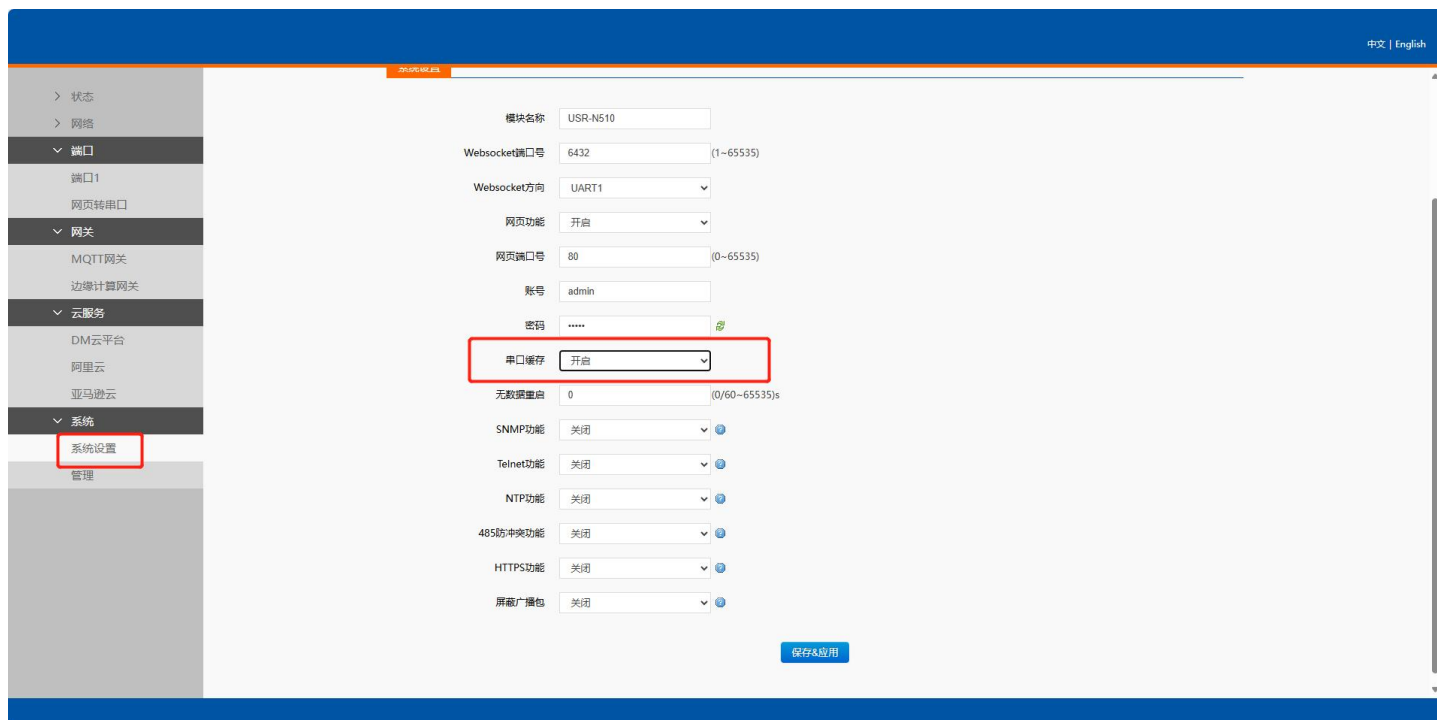 中文 | English
系统设置
状态
网络
端口
端口1
网页转串口
网关
MQTT网关
边缘计算网关
云服务
DM云平台
阿里云
亚马逊云
系统
系统设置
管理
模块名称 USR-N510
Websocket端口号 6432 (1~65535)
Websocket方向 UART1
网页功能 开启
网页端口号 80 (0~65535)
账号 admin
密码 •••••
串口缓存 开启
无数据重启 0 (0/60~65535)s
SNMP功能 关闭
Telnet功能 关闭
NTP功能 关闭
485防冲突功能 关闭
HTTPS功能 关闭
屏蔽广播包 关闭
保存&应用